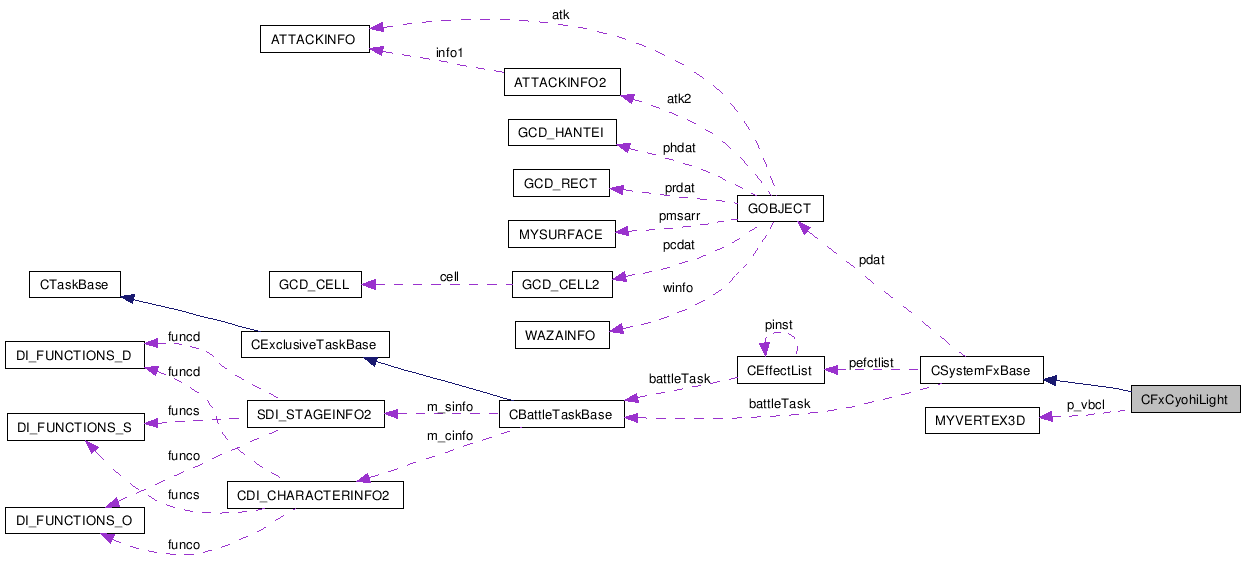 atk
ATTACKINFO
info1
ATTACKINFO2
atk2
GCD_HANTEI
phdat
GCD_RECT
prdat
GOBJECT
pmsarr
MYSURFACE
pcdat
pdat
CTaskBase
GCD_CELL
cell
GCD_CELL2
winfo
pinst
WAZAINFO
funcd
CExclusiveTaskBase
DI_FUNCTIONS_D
funcd
battleTask
CEffectList
pefctlist
CSystemFxBase
CFxCyohiLight
funcs
SDI_STAGEINFO2
m_sinfo
CBattleTaskBase
battleTask
p_vbcl
DI_FUNCTIONS_S
MYVERTEX3D
m_cinfo
funco
funcs
CDI_CHARACTERINFO2
DI_FUNCTIONS_O
funco